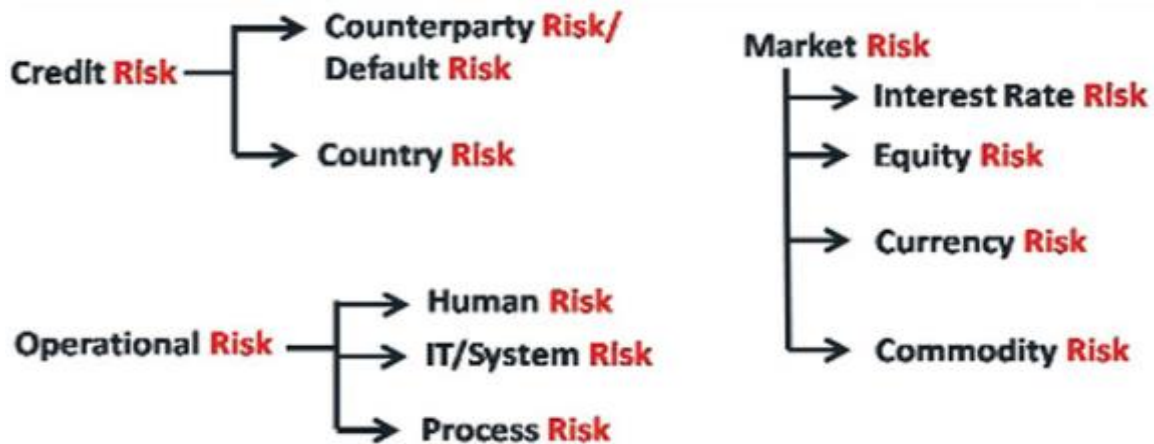 Credit Risk
Counterparty Risk/
Default Risk
Country Risk
Operational Risk
Human Risk
IT/System Risk
Process Risk
Market Risk
Interest Rate Risk
Equity Risk
Currency Risk
Commodity Risk